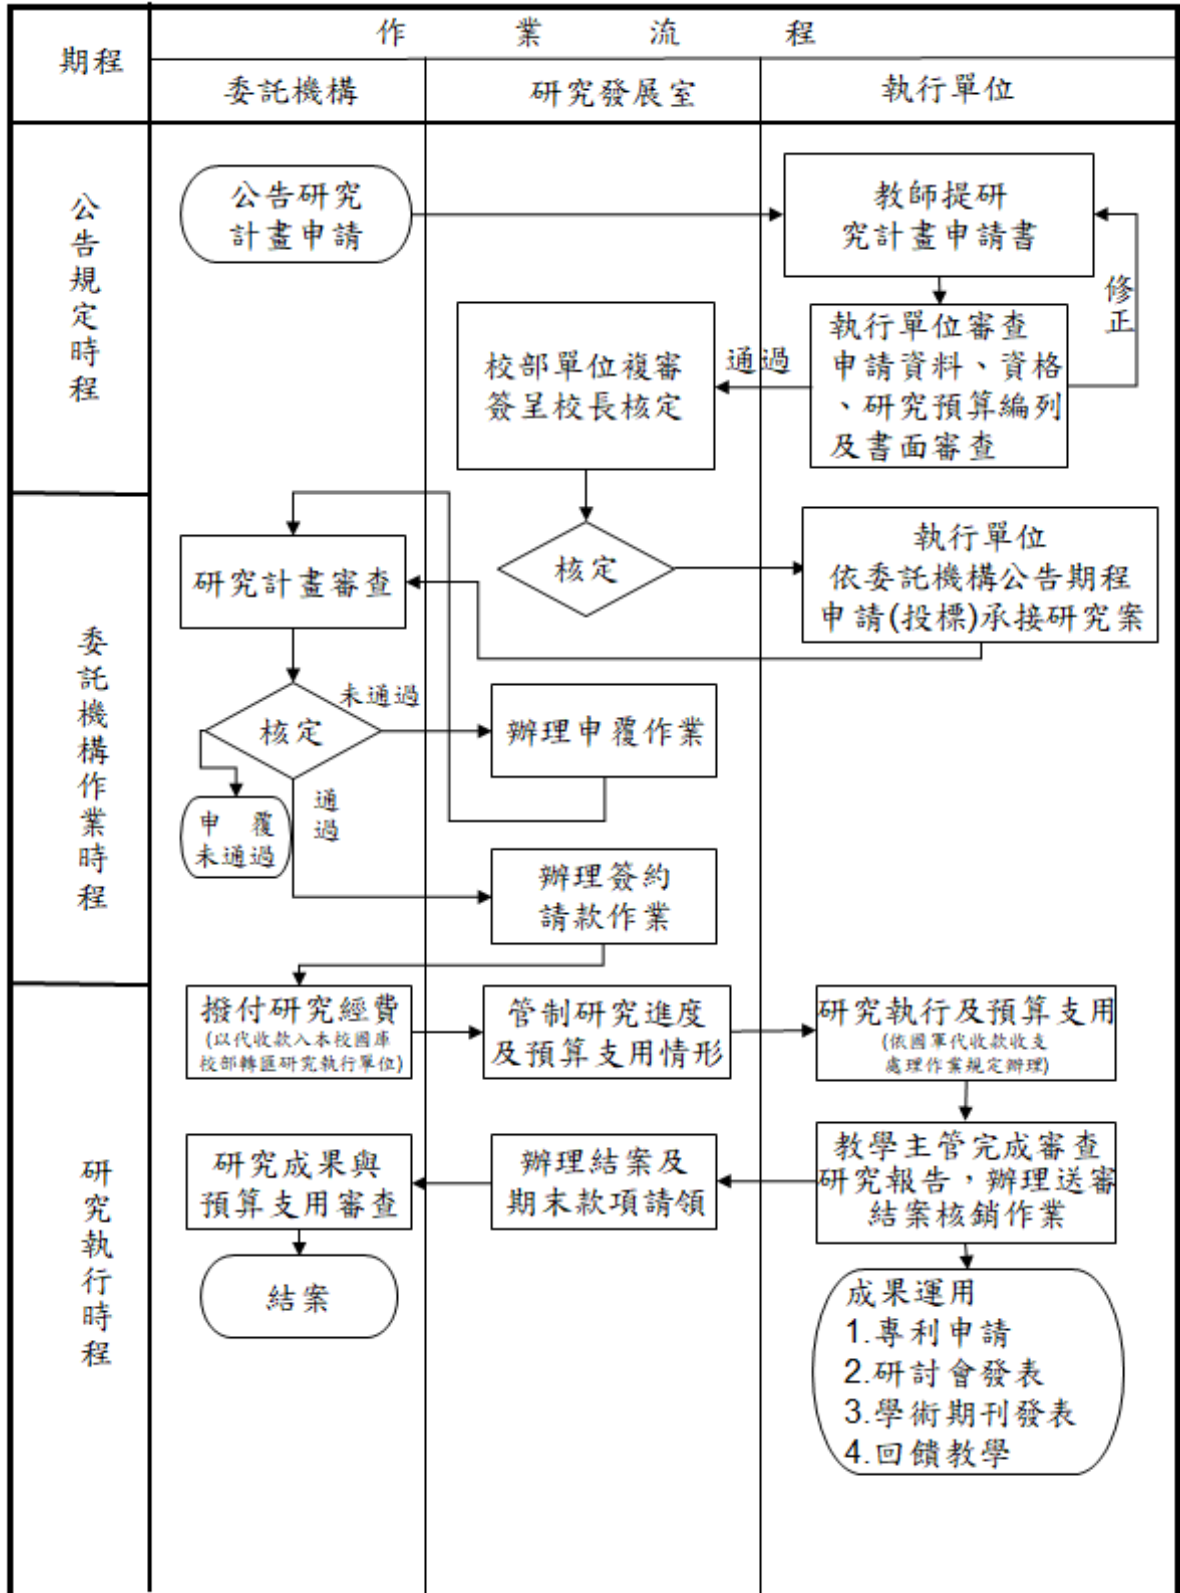 作業流程
期程
委託機構
研究發展室
執行單位
公告規定時程
公告研究
計畫申請
教師提研
究計畫申請書
修正
執行單位審查
申請資料、資格
、研究預算編列
及書面審查
通過
校部單位複審
簽呈校長核定
委託機構作業時程
核定
執行單位
依委託機構公告期程
申請(投標)承接研究案
研究計畫審查
核定
未通過
辦理申覆作業
申覆
未通過
通過
辦理簽約
請款作業
研究執行時程
撥付研究經費
(以代收款入本校國庫
校部轉匯研究執行單位)
管制研究進度
及預算支用情形
研究執行及預算支用
(依國軍代收款收支
處理作業規定辦理)
教學主管完成審查
研究報告，辦理送審
結案核銷作業
辦理結案及
期末款項請領
研究成果與
預算支用審查
結案
成果運用
1.專利申請
2.研討會發表
3.學術期刊發表
4.回饋教學